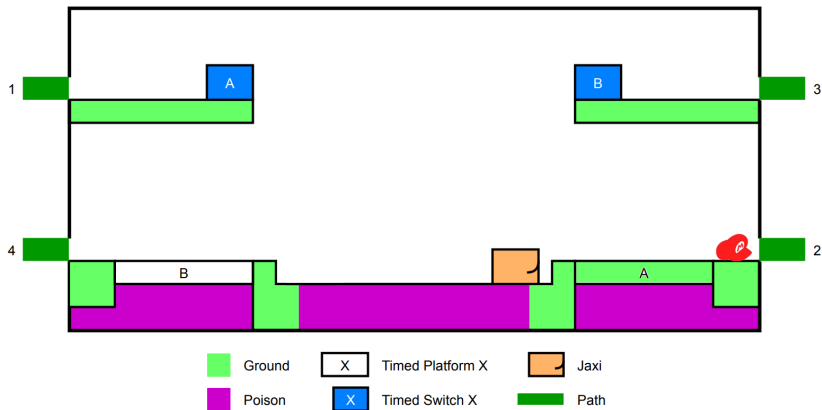 A B
1 3
4 2
B A
Ground X Timed Platform X Jaxi
Poison X Timed Switch X Path